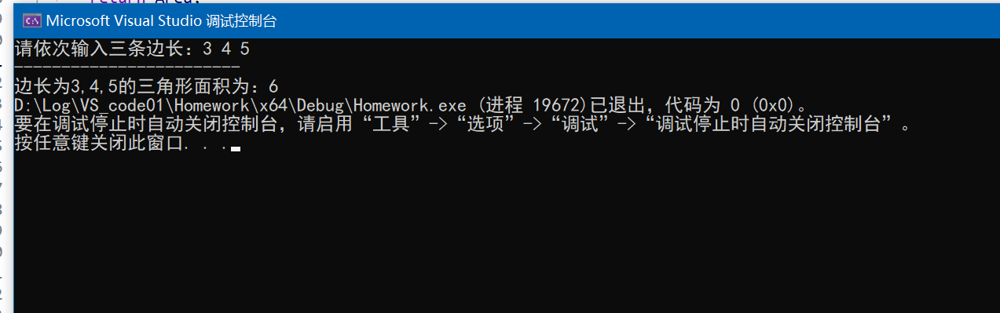 return Area;
Microsoft Visual Studio 调试控制台
请依次输入三条边长：3 4 5
------------------------
边长为3,4,5的三角形面积为：6
D:\Log\VS_code01\Homework\x64\Debug\Homework.exe (进程 19672)已退出，代码为 0 (0x0)。
要在调试停止时自动关闭控制台，请启用“工具”->“选项”->“调试”->“调试停止时自动关闭控制台”。
按任意键关闭此窗口. . .